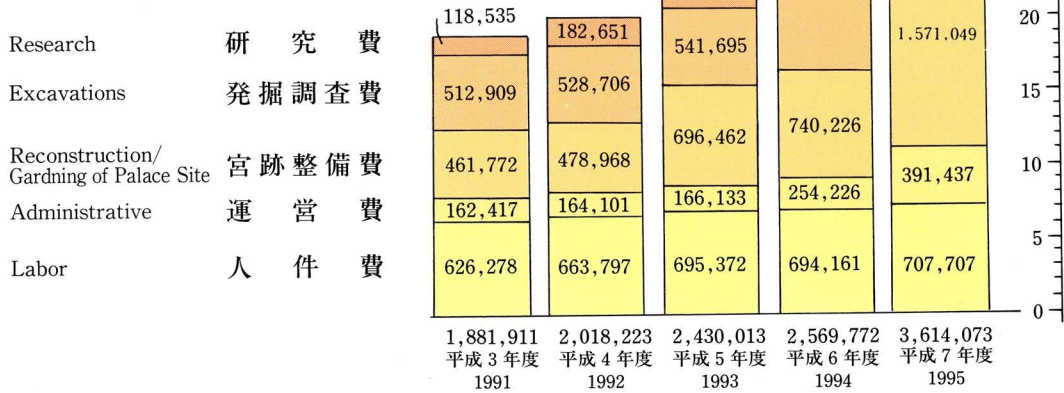 118,535
20
Research 研究費 182,651 541,695 1.571.049
Excavations 発掘調査費 512,909 528,706 15
696,462 740,226
Reconstruction/
Gardning of Palace Site 宮跡整備費 461,772 478,968 391,437 10
Administrative 運営費 162,417 164,101 166,133 254,226
5
Labor 人件費 626,278 663,797 695,372 694,161 707,707
0
1,881,911 2,018,223 2,430,013 2,569,772 3,614,073
平成3年度 平成4年度 平成5年度 平成6年度 平成7年度
1991 1992 1993 1994 1995